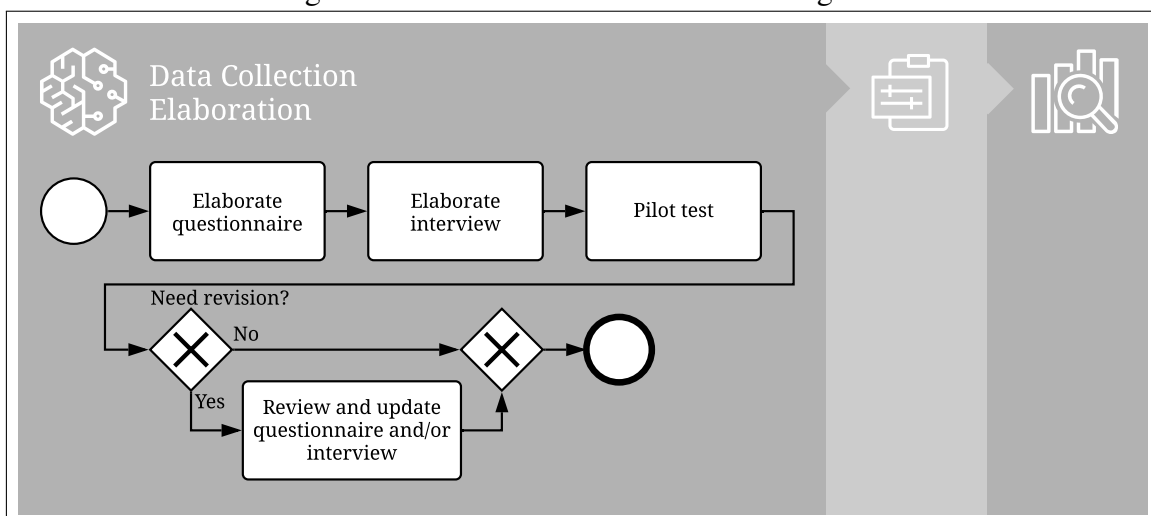 Data Collection
Elaboration
Elaborate
questionnaire
Elaborate
interview
Pilot test
Need revision?
No
Yes
Review and update
questionnaire and/or
interview